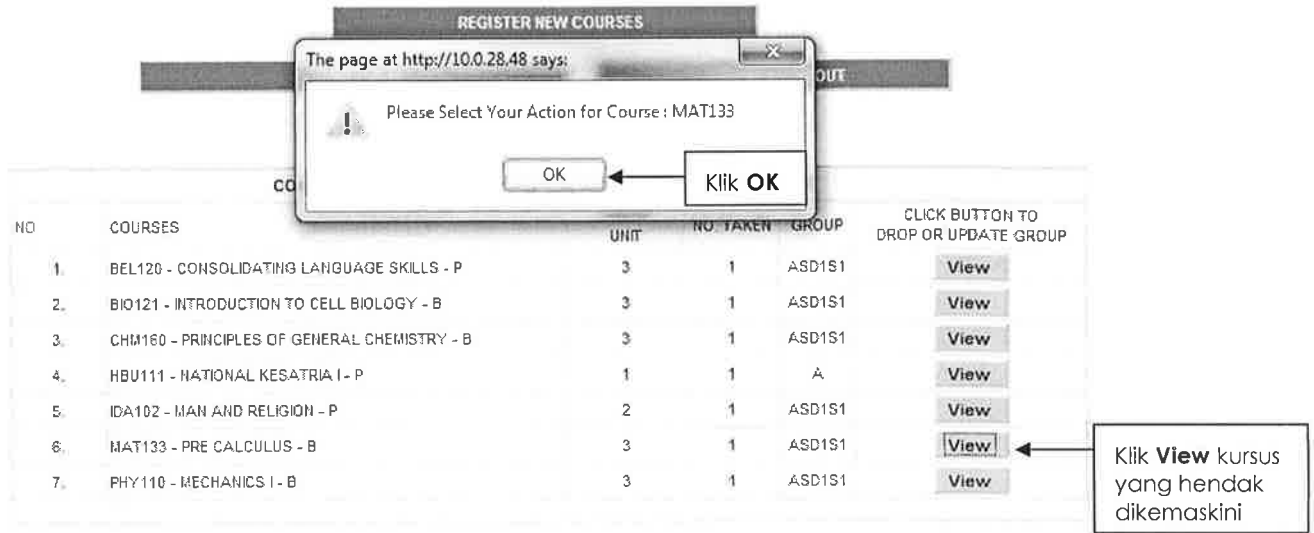 REGISTER NEW COURSES
The page at http://10.0.28.48 says:
OUT
Please Select Your Action for Course : MAT133
OK
Klik OK
CO
NO COURSES UNIT NO. TAKEN GROUP CLICK BUTTON TO
DROP OR UPDATE GROUP
1. BEL120 - CONSOLIDATING LANGUAGE SKILLS - P 3 1 ASD1S1 View
2. BIO121 - INTRODUCTION TO CELL BIOLOGY - B 3 1 ASD1S1 View
3. CHM160 - PRINCIPLES OF GENERAL CHEMISTRY - B 3 1 ASD1S1 View
4. HBU111 - NATIONAL KESATRIA I - P 1 1 A View
5. IDA102 - MAN AND RELIGION - P 2 1 ASD1S1 View
6. MAT133 - PRE CALCULUS - B 3 1 ASD1S1 View
7. PHY110 - MECHANICS I - B 3 1 ASD1S1 View
Klik View kursus
yang hendak
dikemaskini